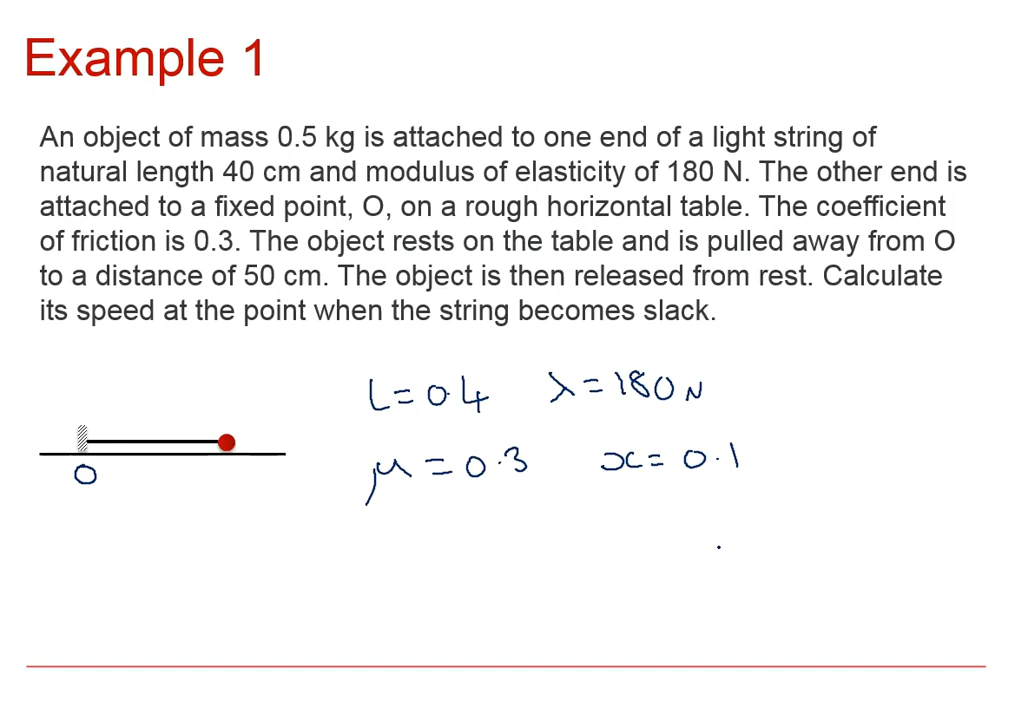 Example 1
An object of mass 0.5 kg is attached to one end of a light string of
natural length 40 cm and modulus of elasticity of 180 N. The other end is
attached to a fixed point, O, on a rough horizontal table. The coefficient
of friction is 0.3. The object rests on the table and is pulled away from O
to a distance of 50 cm. The object is then released from rest. Calculate
its speed at the point when the string becomes slack.
L = 0.4 λ = 180 N
μ = 0.3 x = 0.1
O